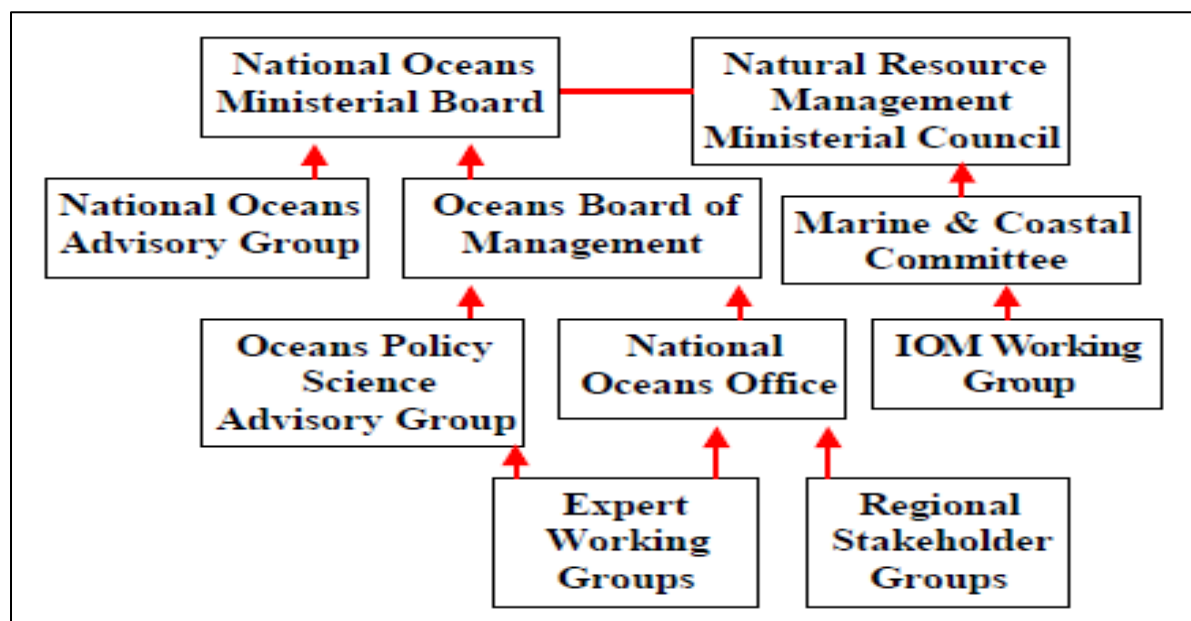 National Oceans
Ministerial Board
Natural Resource
Management
Ministerial Council
National Oceans
Advisory Group
Oceans Board of
Management
Marine & Coastal
Committee
Oceans Policy
Science
Advisory Group
National
Oceans Office
IOM Working
Group
Expert
Working
Groups
Regional
Stakeholder
Groups